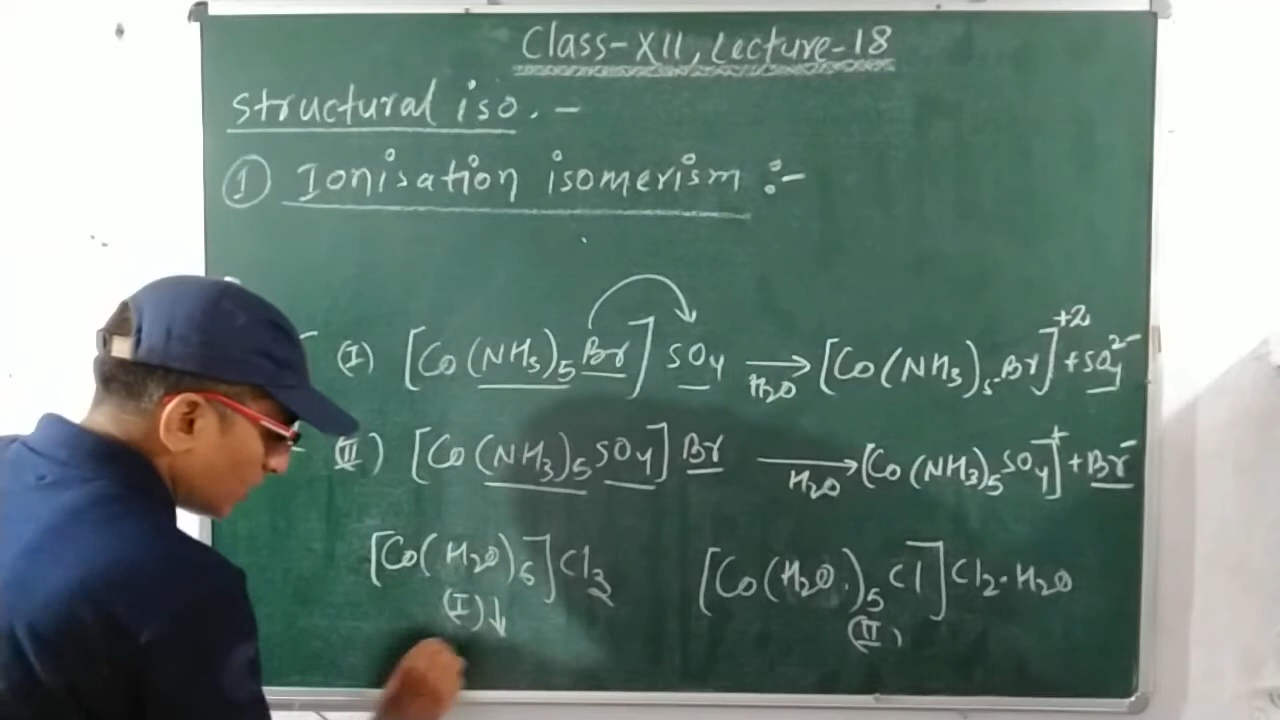 Class-XII, Lecture-18
Structural iso. -
① Ionisation isomerism :-
(I) [Co(NH₃)₅Br] SO₄ ⟶ H₂O [Co(NH₃)₅Br]⁺² + SO₄²⁻
(II) [Co(NH₃)₅SO₄] Br ⟶ H₂O [Co(NH₃)₅SO₄]⁺ + Br⁻
[Co(H₂O)₆]Cl₃ [Co(H₂O)₅Cl]Cl₂·H₂O
(I)↓ (II)